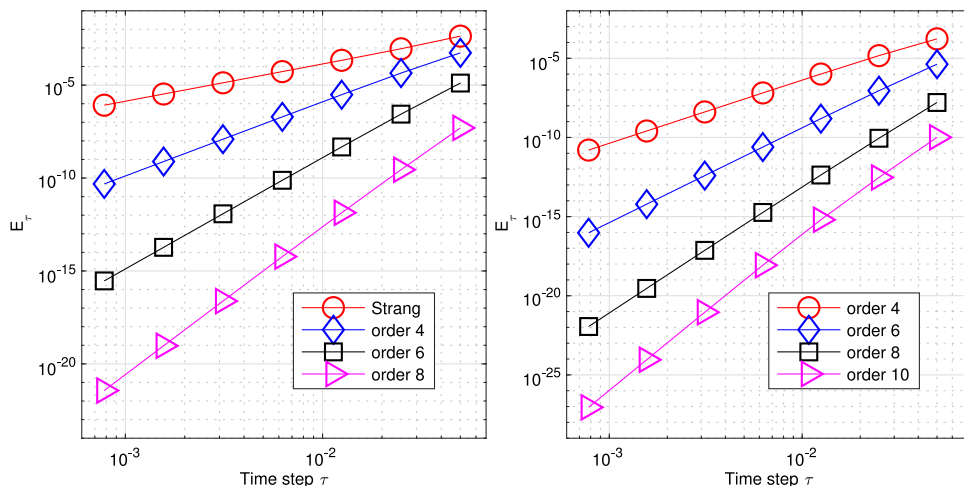 10^-5
10^-10
10^-15
10^-20
E_τ
10^-3
10^-2
Time step τ
Strang
order 4
order 6
order 8
10^-5
10^-10
10^-15
10^-20
10^-25
E_τ
10^-3
10^-2
Time step τ
order 4
order 6
order 8
order 10